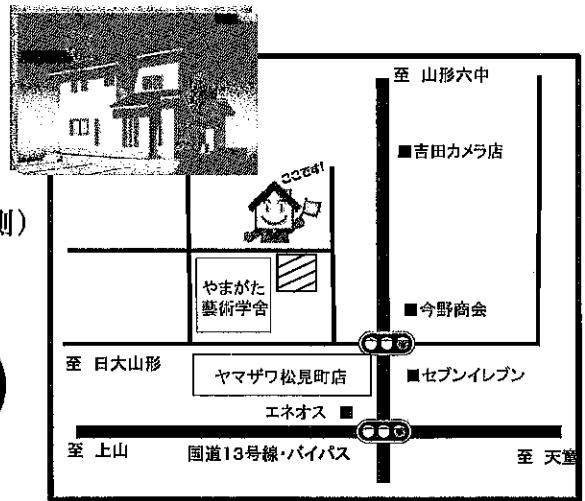 至 山形六中
■吉田カメラ店
ここです!
則)
やまがた
藝術学舎
■今野商会
至 日大山形
ヤマザワ松見町店
■セブンイレブン
エネオス ■
至 上山
国道13号線・バイパス
至 天童